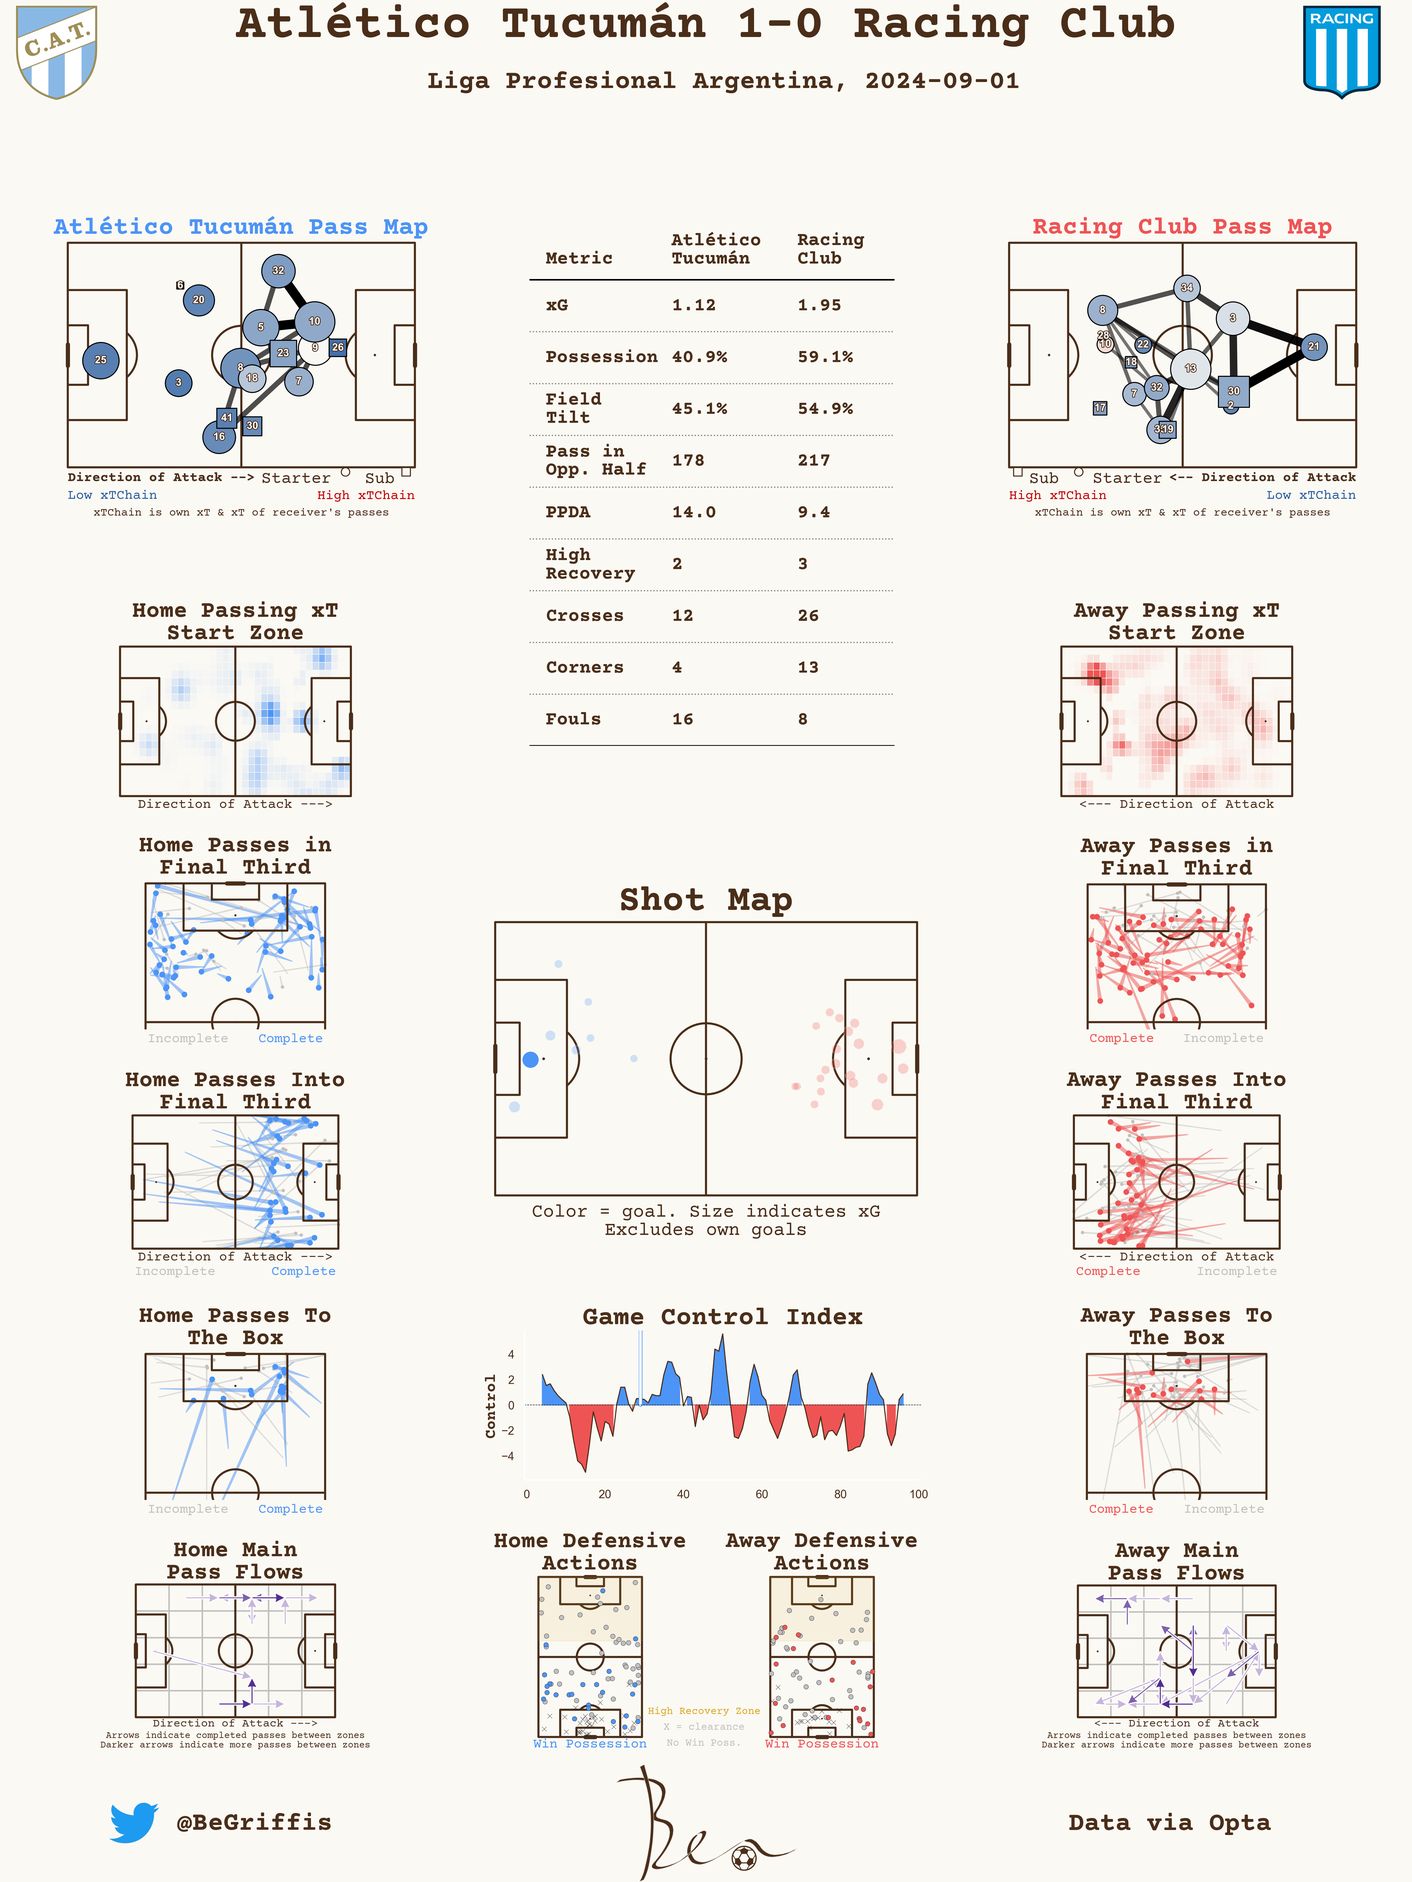 Atlético Tucumán 1-0 Racing Club
C.A.T.
RACING
Liga Profesional Argentina, 2024-09-01
Atlético Tucumán Pass Map
32
6
20
5
10
23
9
26
25
8
18
7
3
41
30
16
Direction of Attack --> Starter Sub
Low xTChain High xTChain
xTChain is own xT & xT of receiver's passes
Metric Atlético Tucumán Racing Club
xG 1.12 1.95
Possession 40.9% 59.1%
Field Tilt 45.1% 54.9%
Pass in Opp. Half 178 217
PPDA 14.0 9.4
High Recovery 2 3
Crosses 12 26
Corners 4 13
Fouls 16 8
Racing Club Pass Map
34
8
3
28
10
22
21
18
13
32
7
30
2
17
19
Sub Starter <-- Direction of Attack
High xTChain Low xTChain
xTChain is own xT & xT of receiver's passes
Home Passing xT
Start Zone
Direction of Attack --->
Away Passing xT
Start Zone
<--- Direction of Attack
Home Passes in
Final Third
Incomplete Complete
Away Passes in
Final Third
Complete Incomplete
Shot Map
Color = goal. Size indicates xG
Excludes own goals
Home Passes Into
Final Third
Direction of Attack --->
Incomplete Complete
Away Passes Into
Final Third
<--- Direction of Attack
Complete Incomplete
Home Passes To
The Box
Incomplete Complete
Game Control Index
Control
4
2
0
−2
−4
0 20 40 60 80 100
Away Passes To
The Box
Complete Incomplete
Home Main
Pass Flows
Direction of Attack --->
Arrows indicate completed passes between zones
Darker arrows indicate more passes between zones
Home Defensive
Actions
Win Possession
Away Defensive
Actions
Win Possession
High Recovery Zone
X = clearance
No Win Poss.
Away Main
Pass Flows
<--- Direction of Attack
Arrows indicate completed passes between zones
Darker arrows indicate more passes between zones
@BeGriffis
Ben
Data via Opta